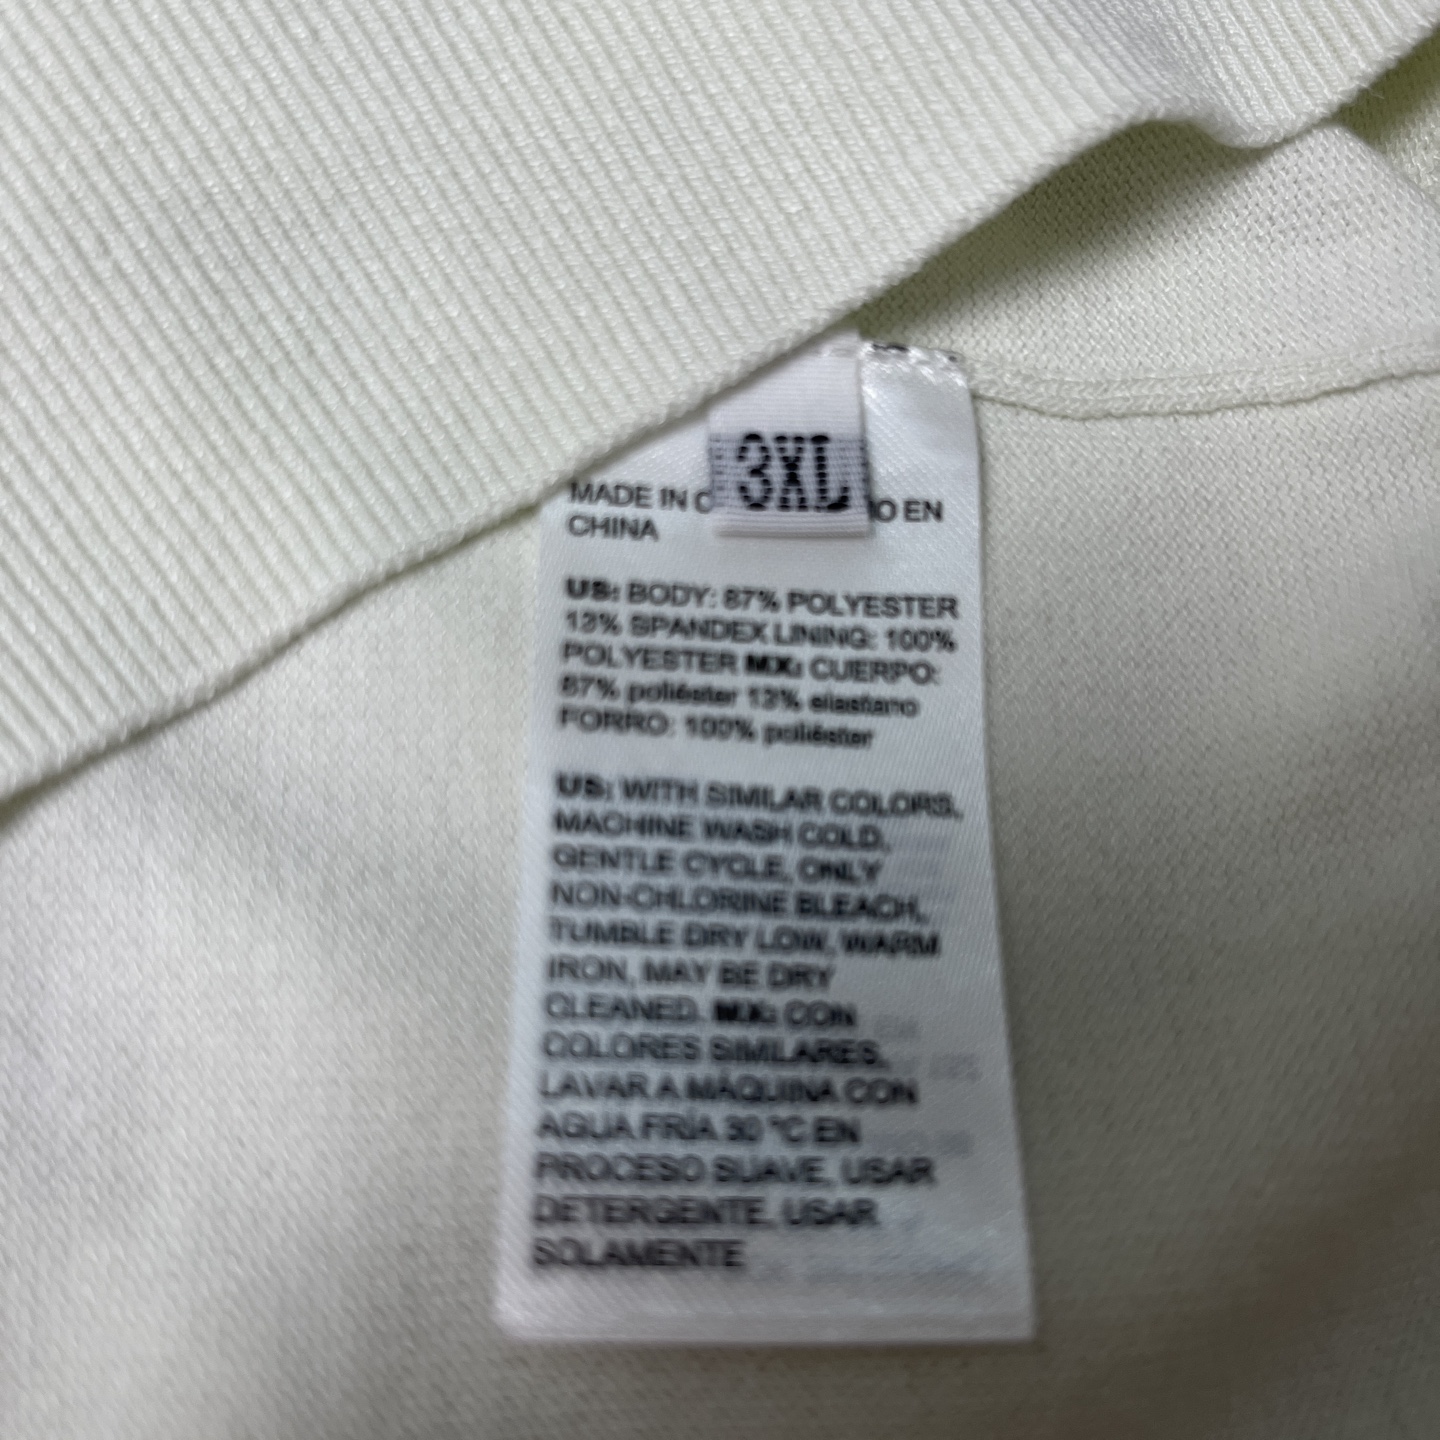 3XL
MADE IN C O EN
CHINA
US: BODY: 87% POLYESTER
13% SPANDEX LINING: 100%
POLYESTER MX: CUERPO:
87% poliéster 13% elastano
FORRO: 100% poliéster
US: WITH SIMILAR COLORS,
MACHINE WASH COLD,
GENTLE CYCLE, ONLY
NON-CHLORINE BLEACH,
TUMBLE DRY LOW, WARM
IRON, MAY BE DRY
CLEANED. MX: CON
COLORES SIMILARES,
LAVAR A MÁQUINA CON
AGUA FRÍA 30 °C EN
PROCESO SUAVE, USAR
DETERGENTE, USAR
SOLAMENTE